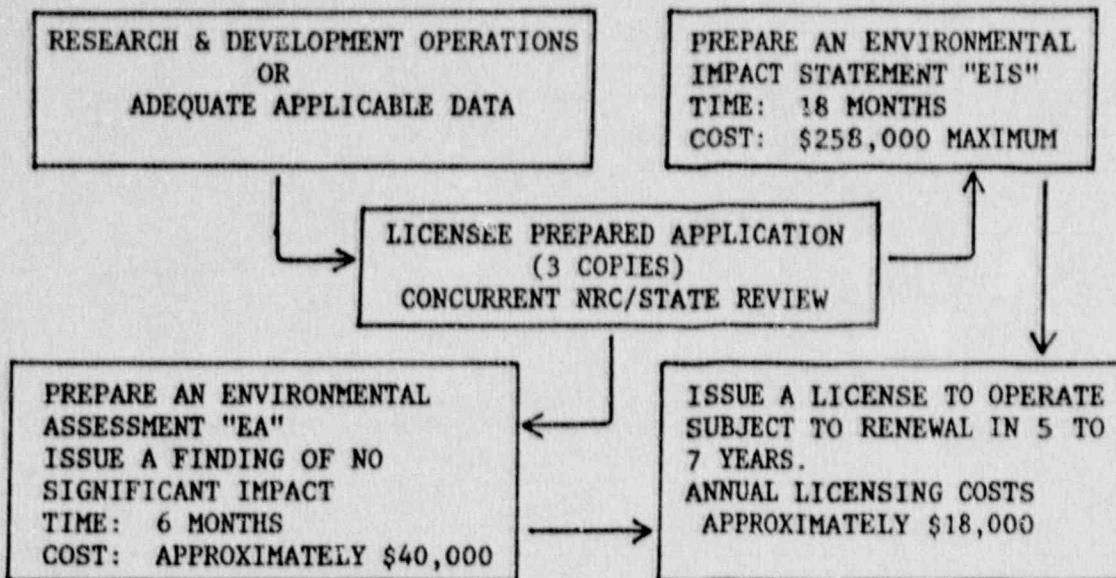 RESEARCH & DEVELOPMENT OPERATIONS
OR
ADEQUATE APPLICABLE DATA
PREPARE AN ENVIRONMENTAL
IMPACT STATEMENT "EIS"
TIME: 18 MONTHS
COST: $258,000 MAXIMUM
LICENSEE PREPARED APPLICATION
(3 COPIES)
CONCURRENT NRC/STATE REVIEW
PREPARE AN ENVIRONMENTAL
ASSESSMENT "EA"
ISSUE A FINDING OF NO
SIGNIFICANT IMPACT
TIME: 6 MONTHS
COST: APPROXIMATELY $40,000
ISSUE A LICENSE TO OPERATE
SUBJECT TO RENEWAL IN 5 TO
7 YEARS.
ANNUAL LICENSING COSTS
APPROXIMATELY $18,000